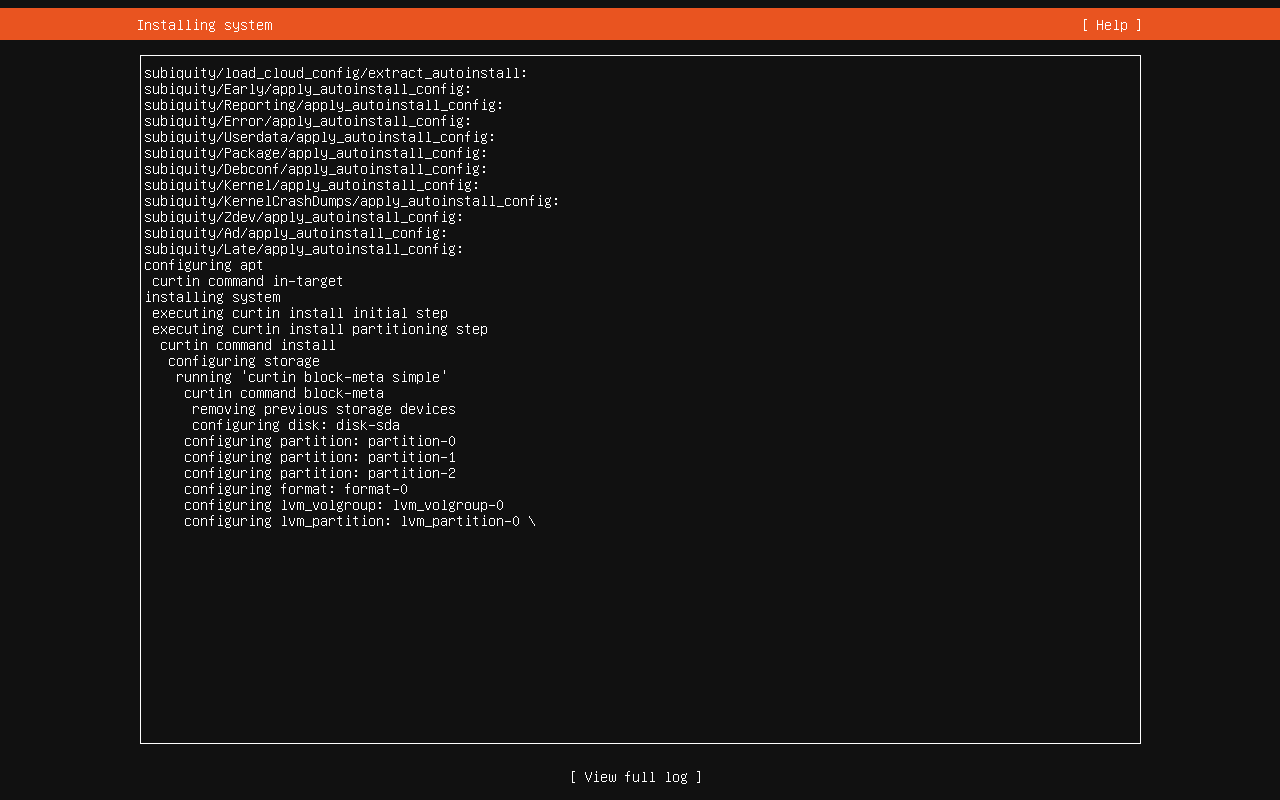 Installing system [ Help ]
subiquity/load_cloud_config/extract_autoinstall:
subiquity/Early/apply_autoinstall_config:
subiquity/Reporting/apply_autoinstall_config:
subiquity/Error/apply_autoinstall_config:
subiquity/Userdata/apply_autoinstall_config:
subiquity/Package/apply_autoinstall_config:
subiquity/Debconf/apply_autoinstall_config:
subiquity/Kernel/apply_autoinstall_config:
subiquity/KernelCrashDumps/apply_autoinstall_config:
subiquity/Zdev/apply_autoinstall_config:
subiquity/Ad/apply_autoinstall_config:
subiquity/Late/apply_autoinstall_config:
configuring apt
curtin command in-target
installing system
executing curtin install initial step
executing curtin install partitioning step
curtin command install
configuring storage
running 'curtin block-meta simple'
curtin command block-meta
removing previous storage devices
configuring disk: disk-sda
configuring partition: partition-0
configuring partition: partition-1
configuring partition: partition-2
configuring format: format-0
configuring lvm_volgroup: lvm_volgroup-0
configuring lvm_partition: lvm_partition-0 \
[ View full log ]